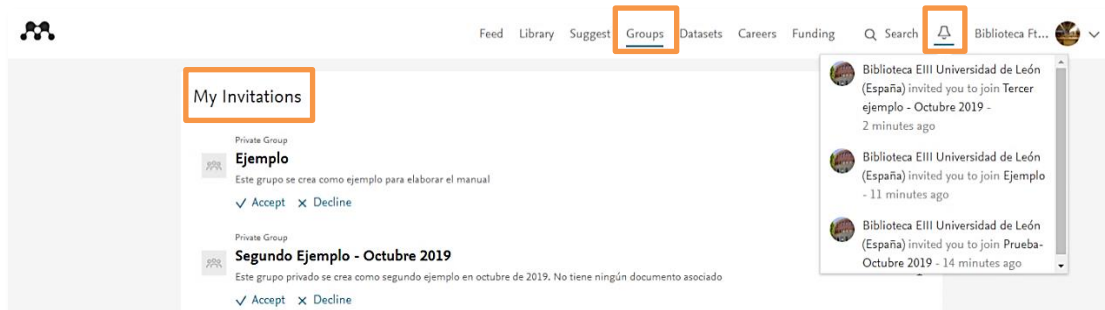 Feed Library Suggest Groups Datasets Careers Funding Search Biblioteca Ft...
My Invitations
Private Group
Ejemplo
Este grupo se crea como ejemplo para elaborar el manual
Accept Decline
Private Group
Segundo Ejemplo - Octubre 2019
Este grupo privado se crea como segundo ejemplo en octubre de 2019. No tiene ningún documento asociado
Accept Decline
Biblioteca EIII Universidad de León
(España) invited you to join Tercer
ejemplo - Octubre 2019 -
2 minutes ago
Biblioteca EIII Universidad de León
(España) invited you to join Ejemplo
- 11 minutes ago
Biblioteca EIII Universidad de León
(España) invited you to join Prueba-
Octubre 2019 - 14 minutes ago